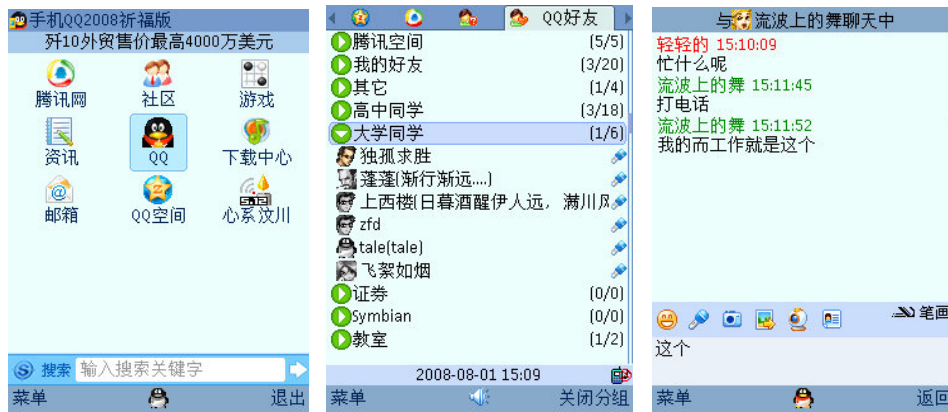 手机QQ2008祈福版
歼10外贸售价最高4000万美元
腾讯网 社区 游戏
资讯 QQ 下载中心
邮箱 QQ空间 心系汶川
搜索 输入搜索关键字
菜单 退出
QQ好友
腾讯空间 (5/5)
我的好友 (3/20)
其它 (1/4)
高中同学 (3/18)
大学同学 (1/6)
独孤求胜
蓬蓬(渐行渐远....)
上西楼(日暮酒醒伊人远，满川风
zfd
tale(tale)
飞絮如烟
证券 (0/0)
Symbian (0/0)
教室 (1/2)
2008-08-01 15:09
菜单 关闭分组
与流波上的舞聊天中
轻轻的 15:10:09
忙什么呢
流波上的舞 15:11:45
打电话
流波上的舞 15:11:52
我的而工作就是这个
笔画
这个
菜单 返回